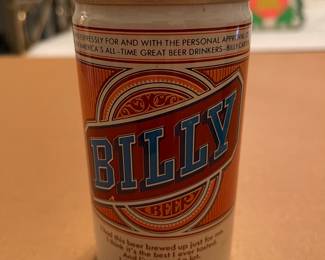 EXPRESSLY FOR AND WITH THE PERSONAL APPROVAL O
AMERICA'S ALL-TIME GREAT BEER DRINKERS—BILLY CART
BILLY
BEER
I had this beer brewed up just for me.
I think it's the best I ever tasted.